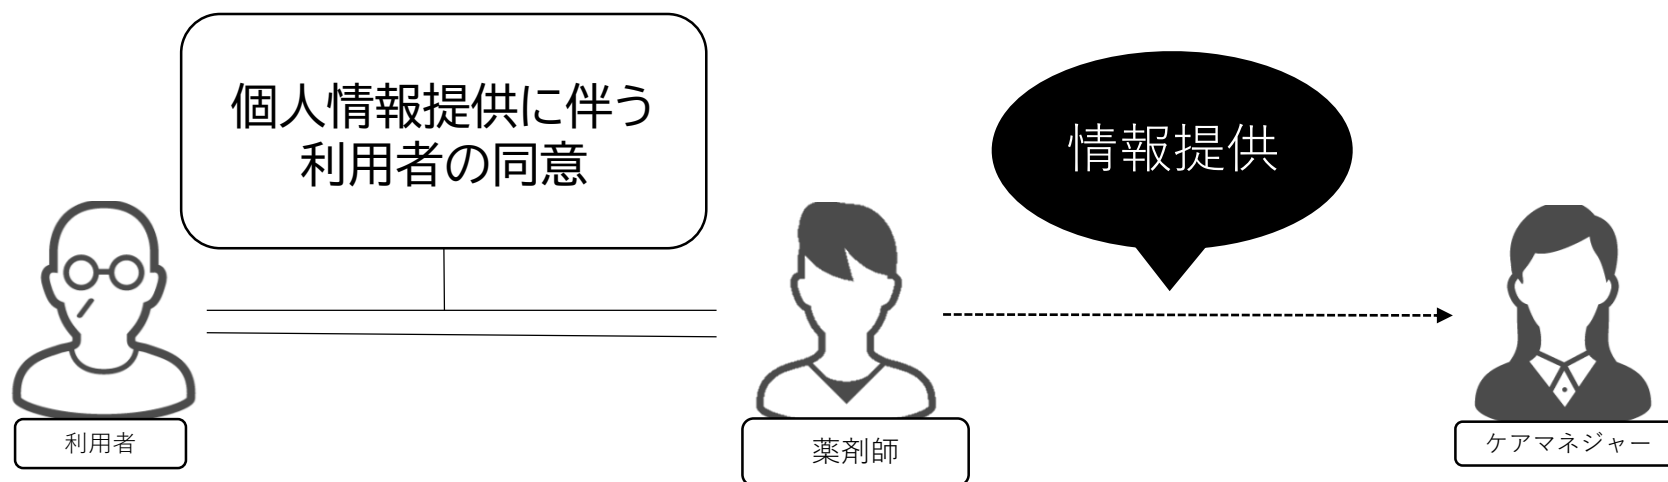 個人情報提供に伴う
利用者の同意
情報提供
利用者
薬剤師
ケアマネジャー